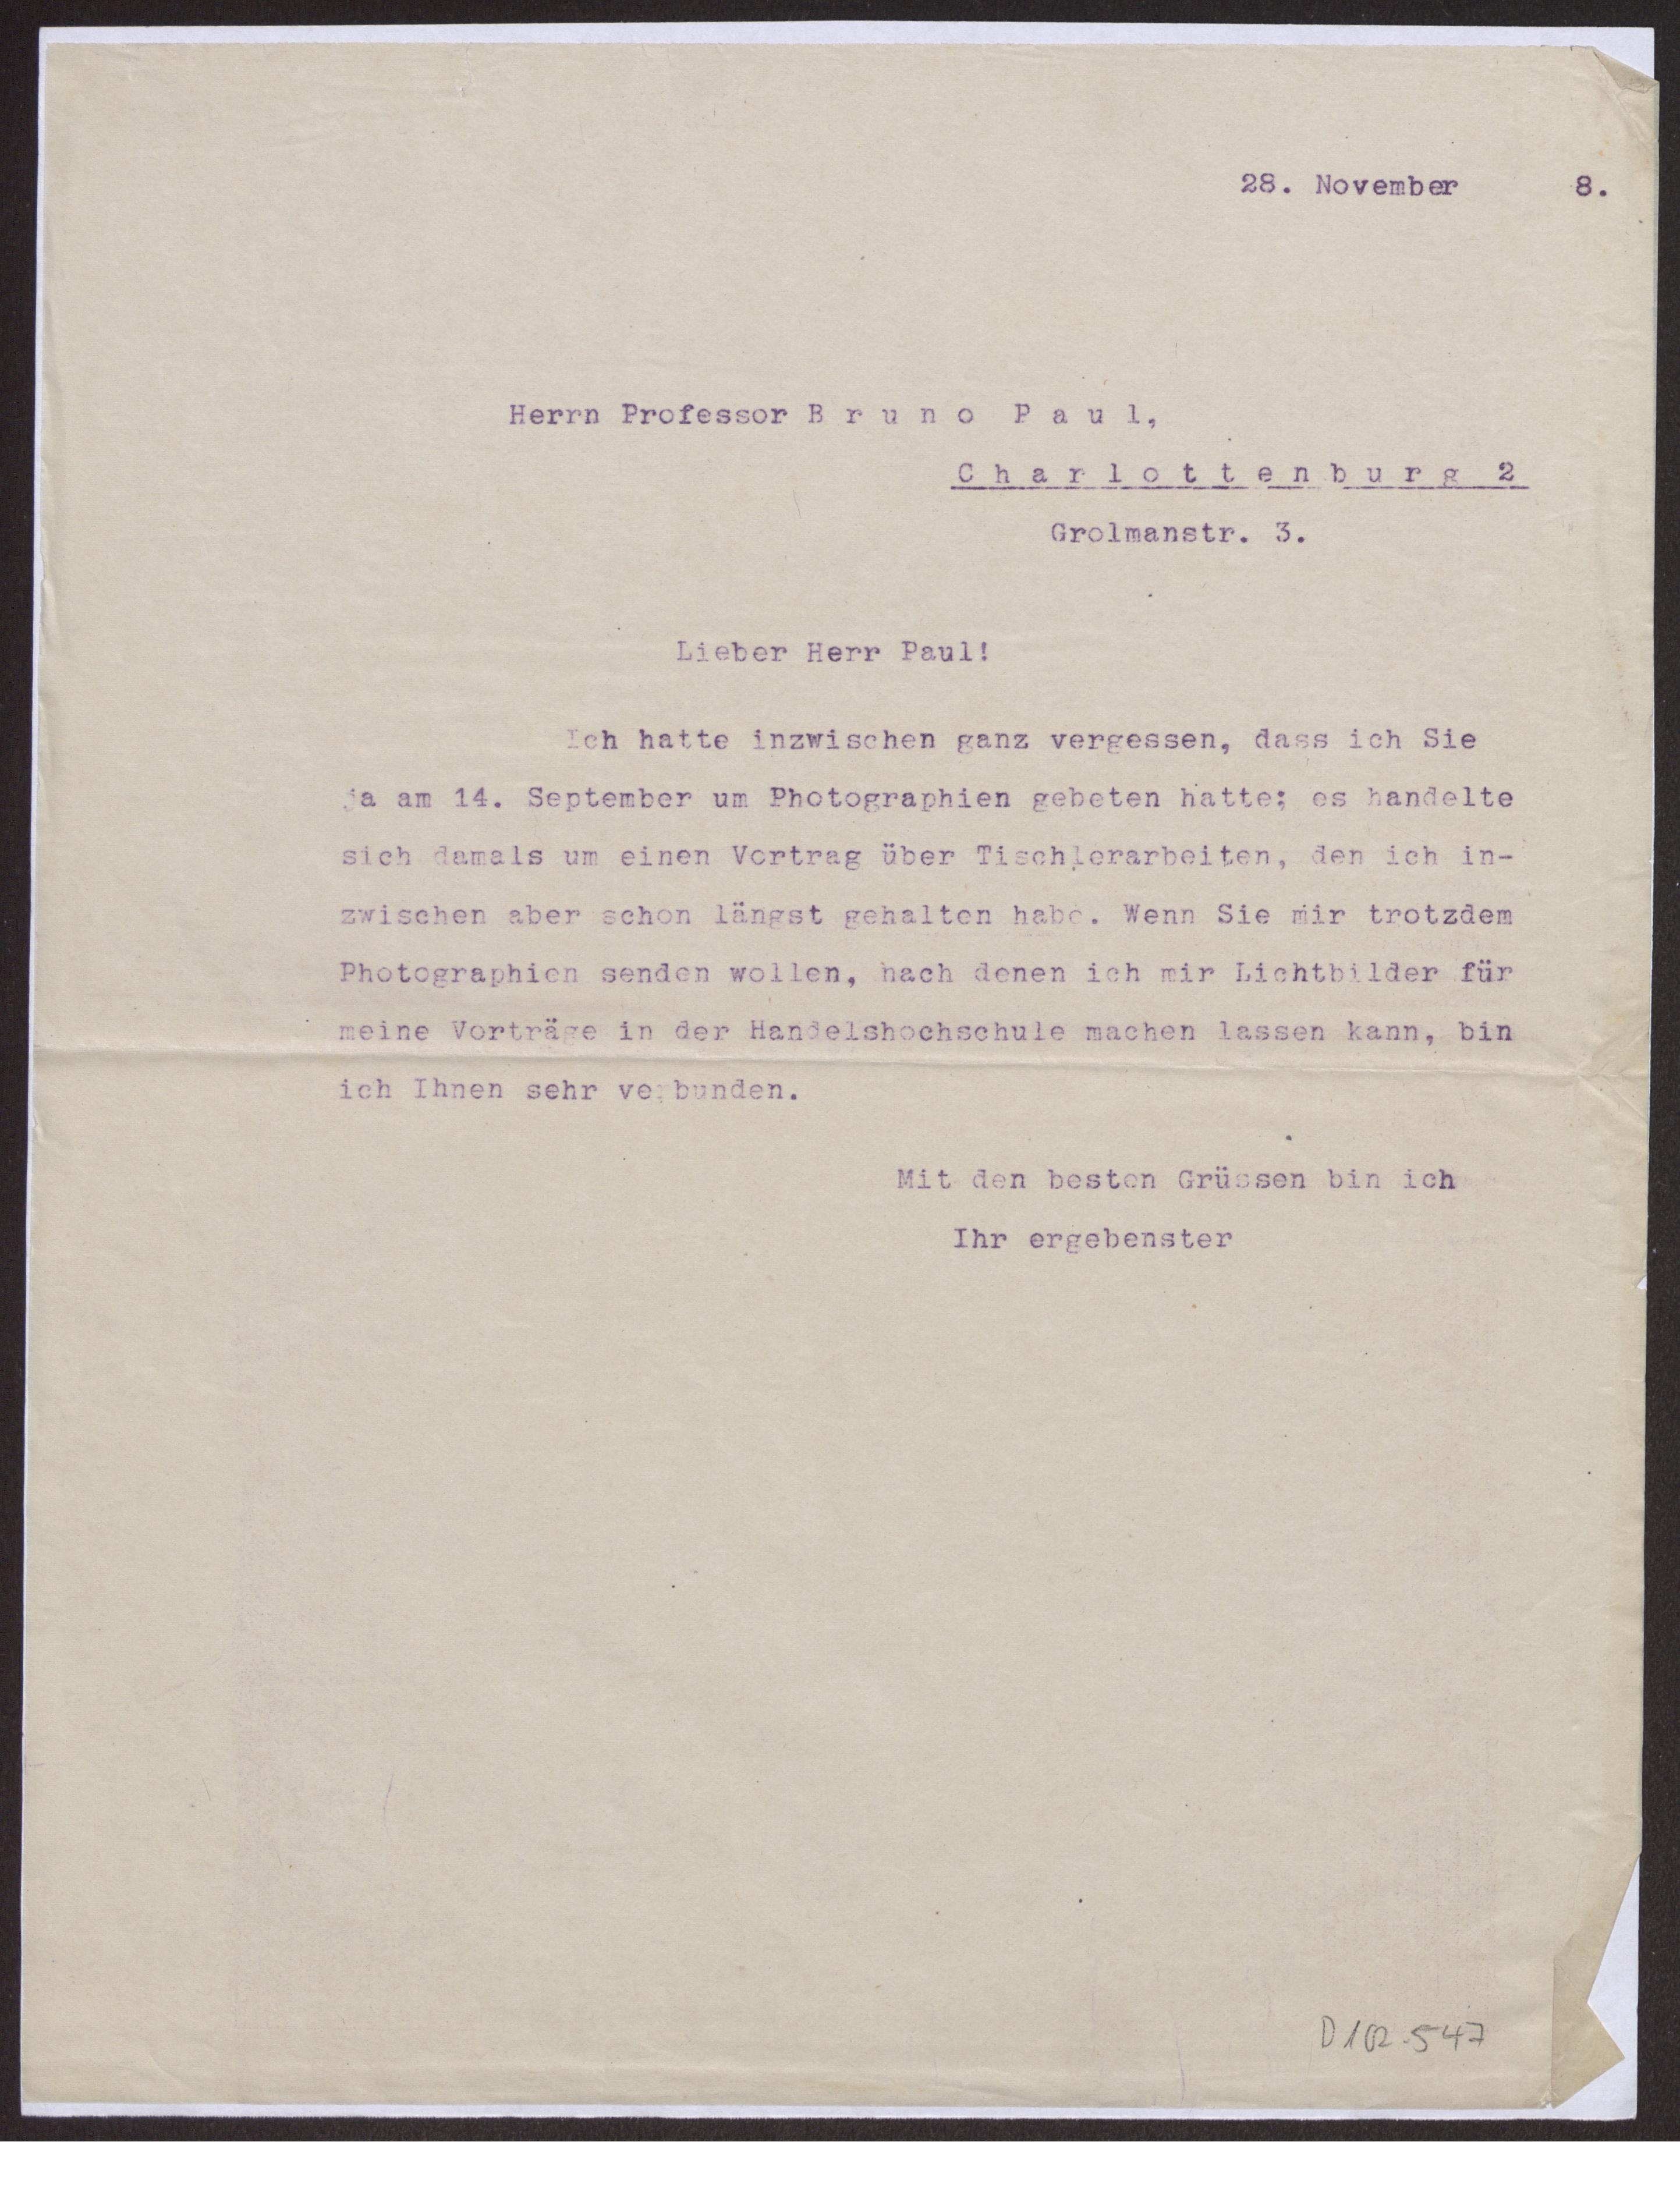 28. November 8.
Herrn Professor B r u n o P a u l,
C h a r l o t t e n b u r g 2
Grolmanstr. 3.
Lieber Herr Paul!
Ich hatte inzwischen ganz vergessen, dass ich Sie
ja am 14. September um Photographien gebeten hatte; es handelte
sich damals um einen Vortrag über Tischlerarbeiten, den ich in-
zwischen aber schon längst gehalten habe. Wenn Sie mir trotzdem
Photographien senden wollen, nach denen ich mir Lichtbilder für
meine Vorträge in der Handelshochschule machen lassen kann, bin
ich Ihnen sehr verbunden.
Mit den besten Grüssen bin ich
Ihr ergebenster
D 102-547